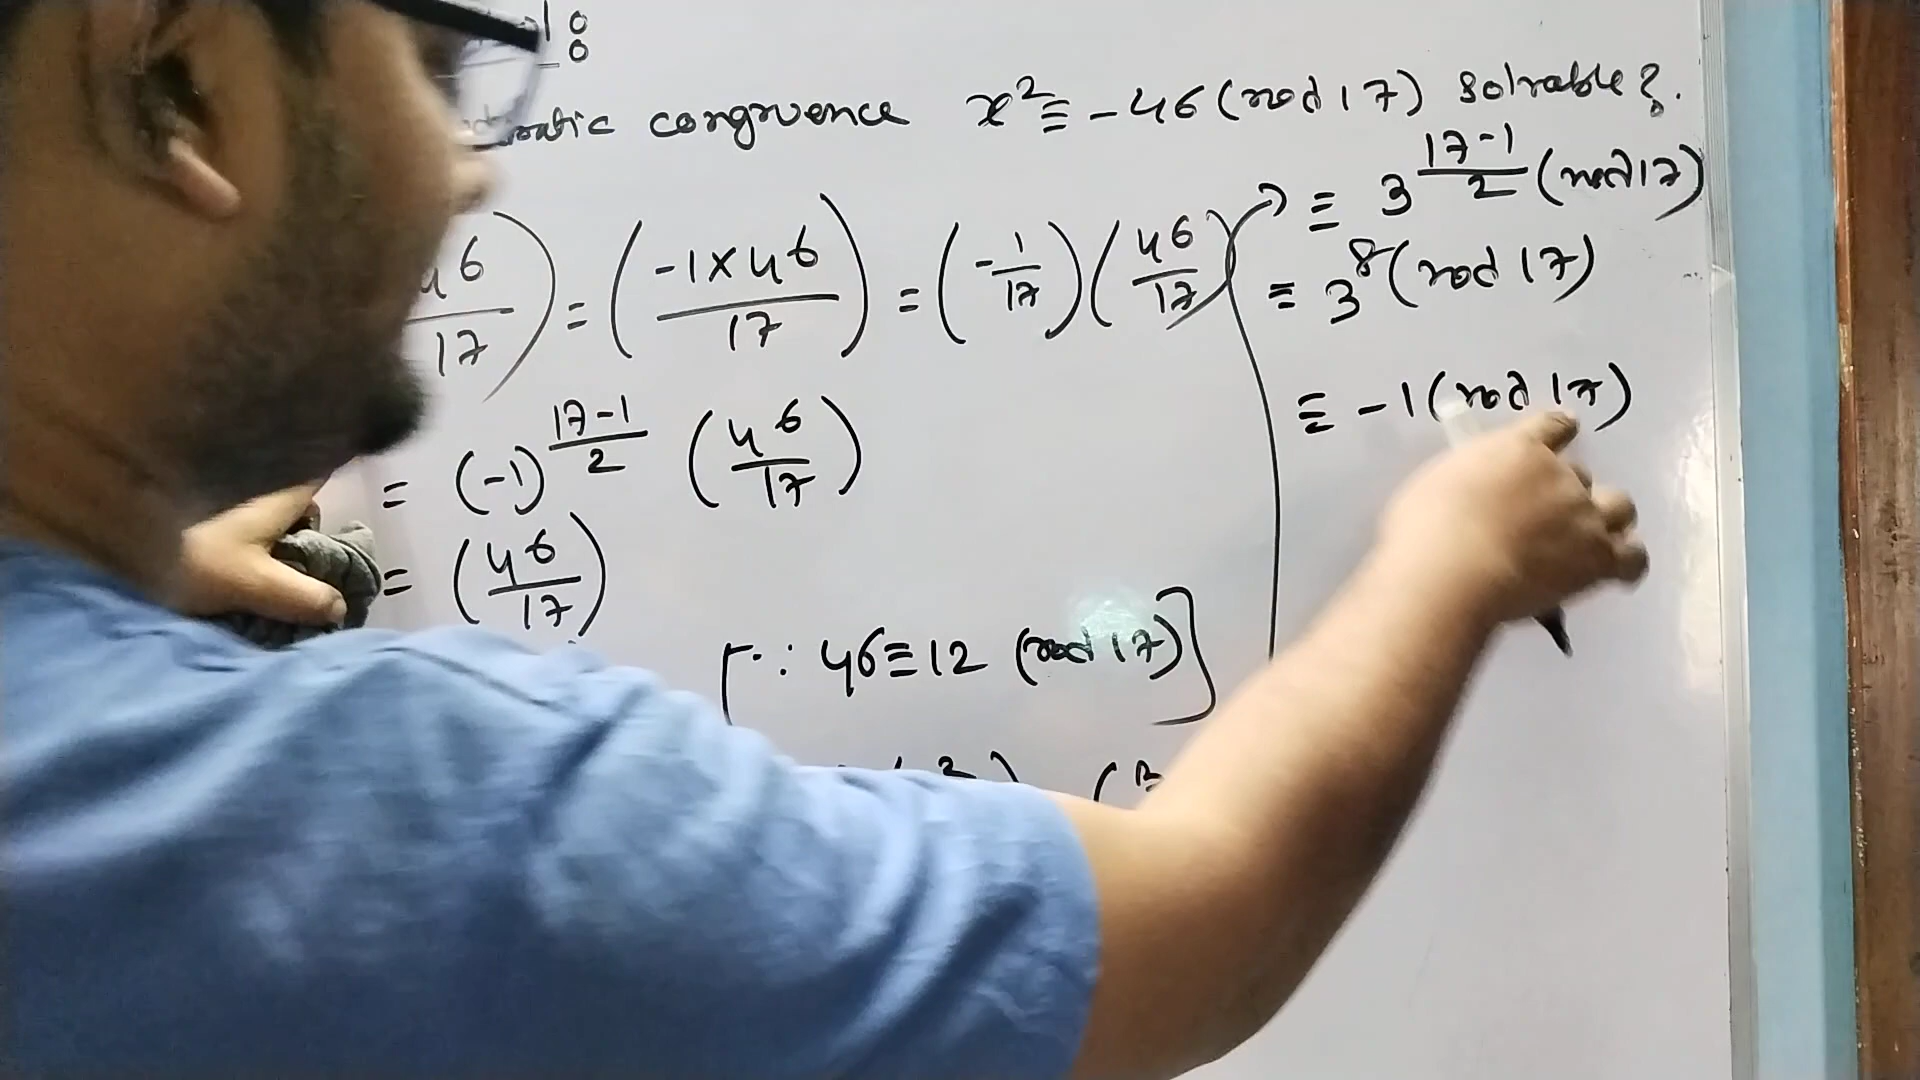 10
8
congruence x² ≡ -46 (mod 17) solvable?
46/17) = (-1×46/17) = (-1/17)(46/17)
= (-1)^(17-1)/2 (46/17)
= (46/17)
[∵ 46≡12 (mod 17)]
≡ 3^(17-1)/2 (mod 17)
≡ 3⁸ (mod 17)
≡ -1 (mod 17)